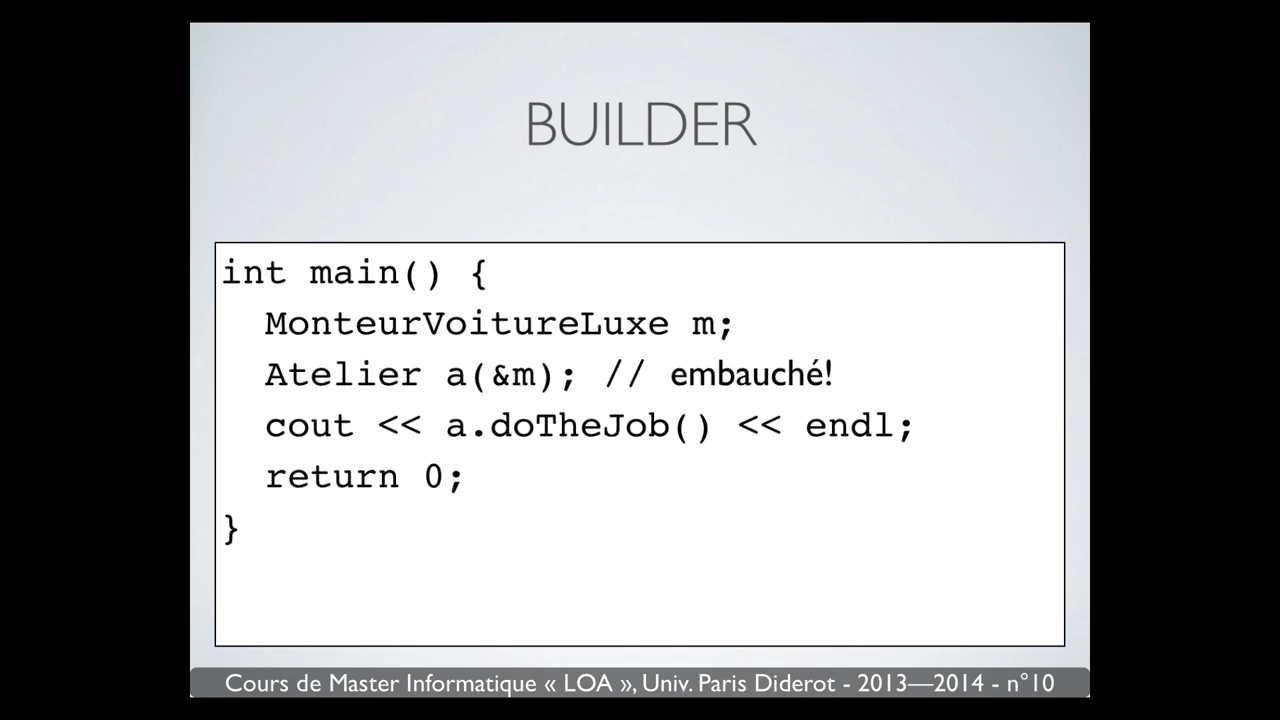 BUILDER
int main() {
MonteurVoitureLuxe m;
Atelier a(&m); // embauché!
cout << a.doTheJob() << endl;
return 0;
}
Cours de Master Informatique « LOA », Univ. Paris Diderot - 2013—2014 - n°10